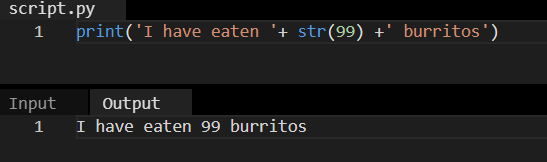 script.py
1 print('I have eaten '+ str(99) +' burritos')
Input Output
1 I have eaten 99 burritos